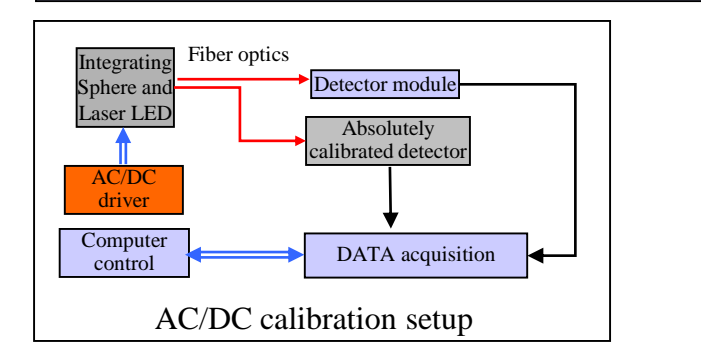 Integrating
Sphere and
Laser LED
Fiber optics
Detector module
Absolutely
calibrated detector
AC/DC
driver
Computer
control
DATA acquisition
AC/DC calibration setup